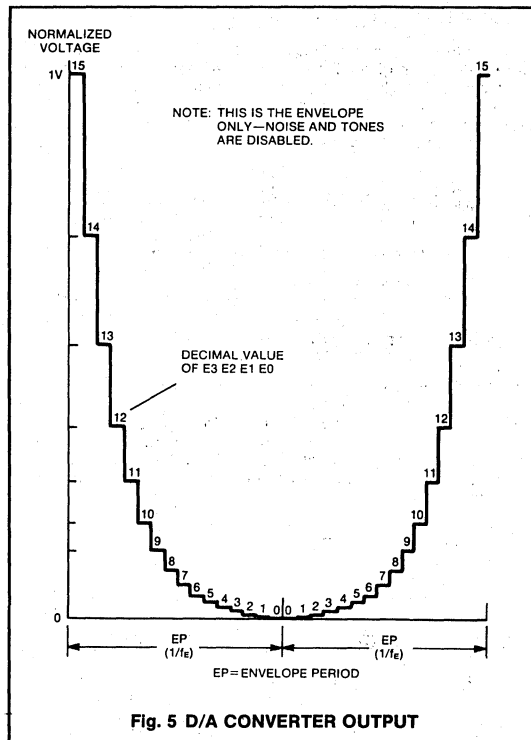 NORMALIZED
VOLTAGE
1V
15
15
NOTE: THIS IS THE ENVELOPE
ONLY—NOISE AND TONES
ARE DISABLED.
14
14
13
13
DECIMAL VALUE
OF E3 E2 E1 E0
12
12
11
11
10
10
9
9
8
8
7
7
6
6
5
5
4
4
3
3
2
2
1
1
0
0
0
EP
(1/fE)
EP
(1/fE)
EP=ENVELOPE PERIOD
Fig. 5 D/A CONVERTER OUTPUT